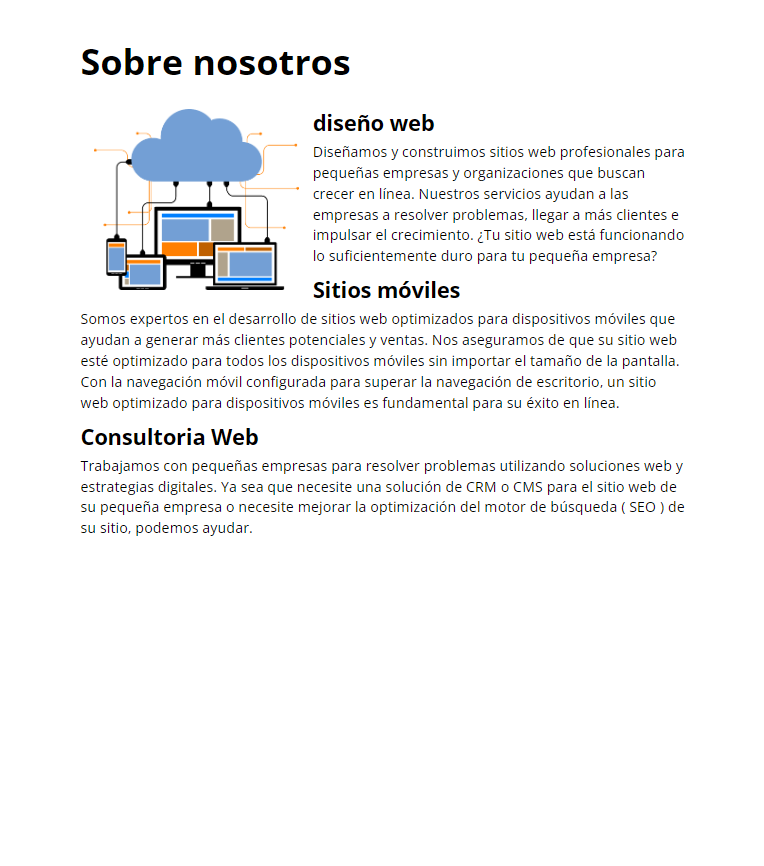 Sobre nosotros
diseño web
Diseñamos y construimos sitios web profesionales para
pequeñas empresas y organizaciones que buscan
crecer en línea. Nuestros servicios ayudan a las
empresas a resolver problemas, llegar a más clientes e
impulsar el crecimiento. ¿Tu sitio web está funcionando
lo suficientemente duro para tu pequeña empresa?
Sitios móviles
Somos expertos en el desarrollo de sitios web optimizados para dispositivos móviles que
ayudan a generar más clientes potenciales y ventas. Nos aseguramos de que su sitio web
esté optimizado para todos los dispositivos móviles sin importar el tamaño de la pantalla.
Con la navegación móvil configurada para superar la navegación de escritorio, un sitio
web optimizado para dispositivos móviles es fundamental para su éxito en línea.
Consultoria Web
Trabajamos con pequeñas empresas para resolver problemas utilizando soluciones web y
estrategias digitales. Ya sea que necesite una solución de CRM o CMS para el sitio web de
su pequeña empresa o necesite mejorar la optimización del motor de búsqueda ( SEO ) de
su sitio, podemos ayudar.